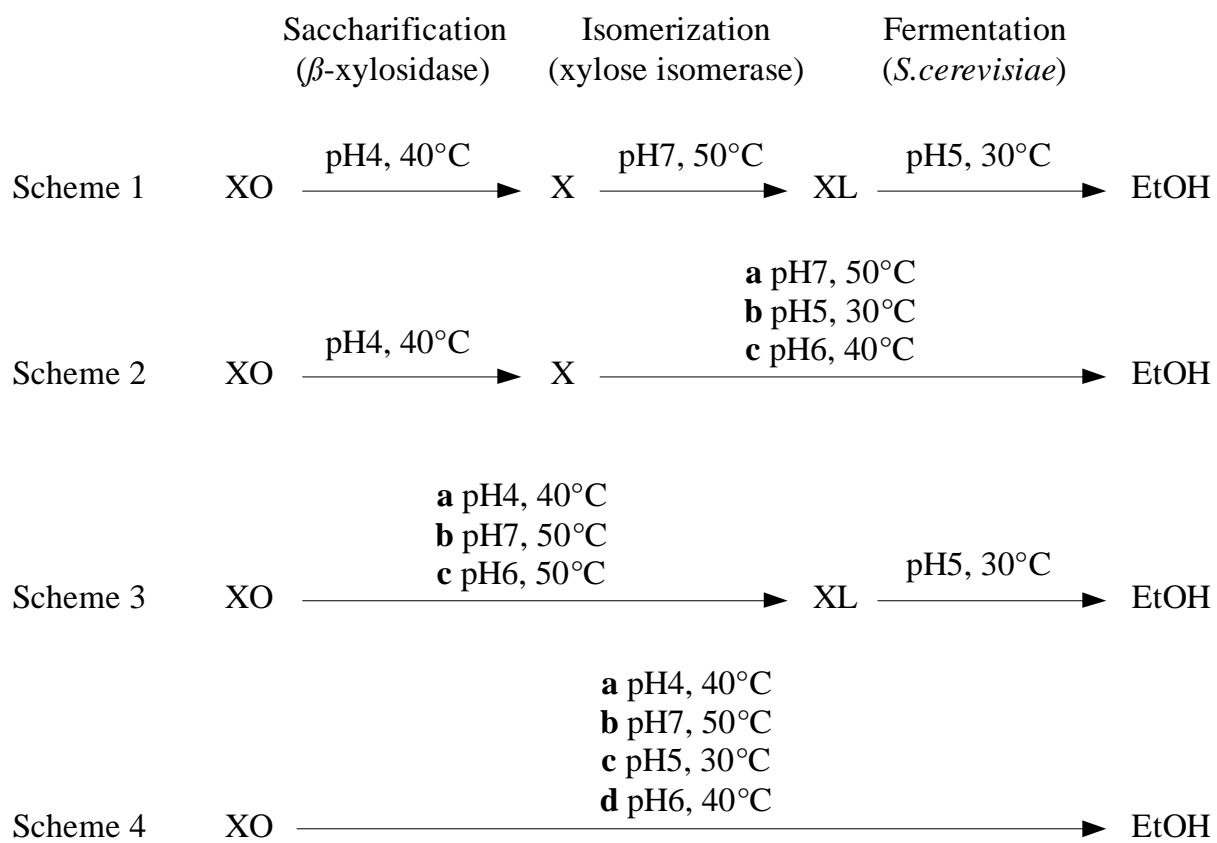 Saccharification Isomerization Fermentation
(ß-xylosidase) (xylose isomerase) (S.cerevisiae)
pH4, 40°C pH7, 50°C pH5, 30°C
Scheme 1 XO X XL EtOH
a pH7, 50°C
b pH5, 30°C
pH4, 40°C c pH6, 40°C
Scheme 2 XO X EtOH
a pH4, 40°C
b pH7, 50°C
c pH6, 50°C pH5, 30°C
Scheme 3 XO XL EtOH
a pH4, 40°C
b pH7, 50°C
c pH5, 30°C
d pH6, 40°C
Scheme 4 XO EtOH